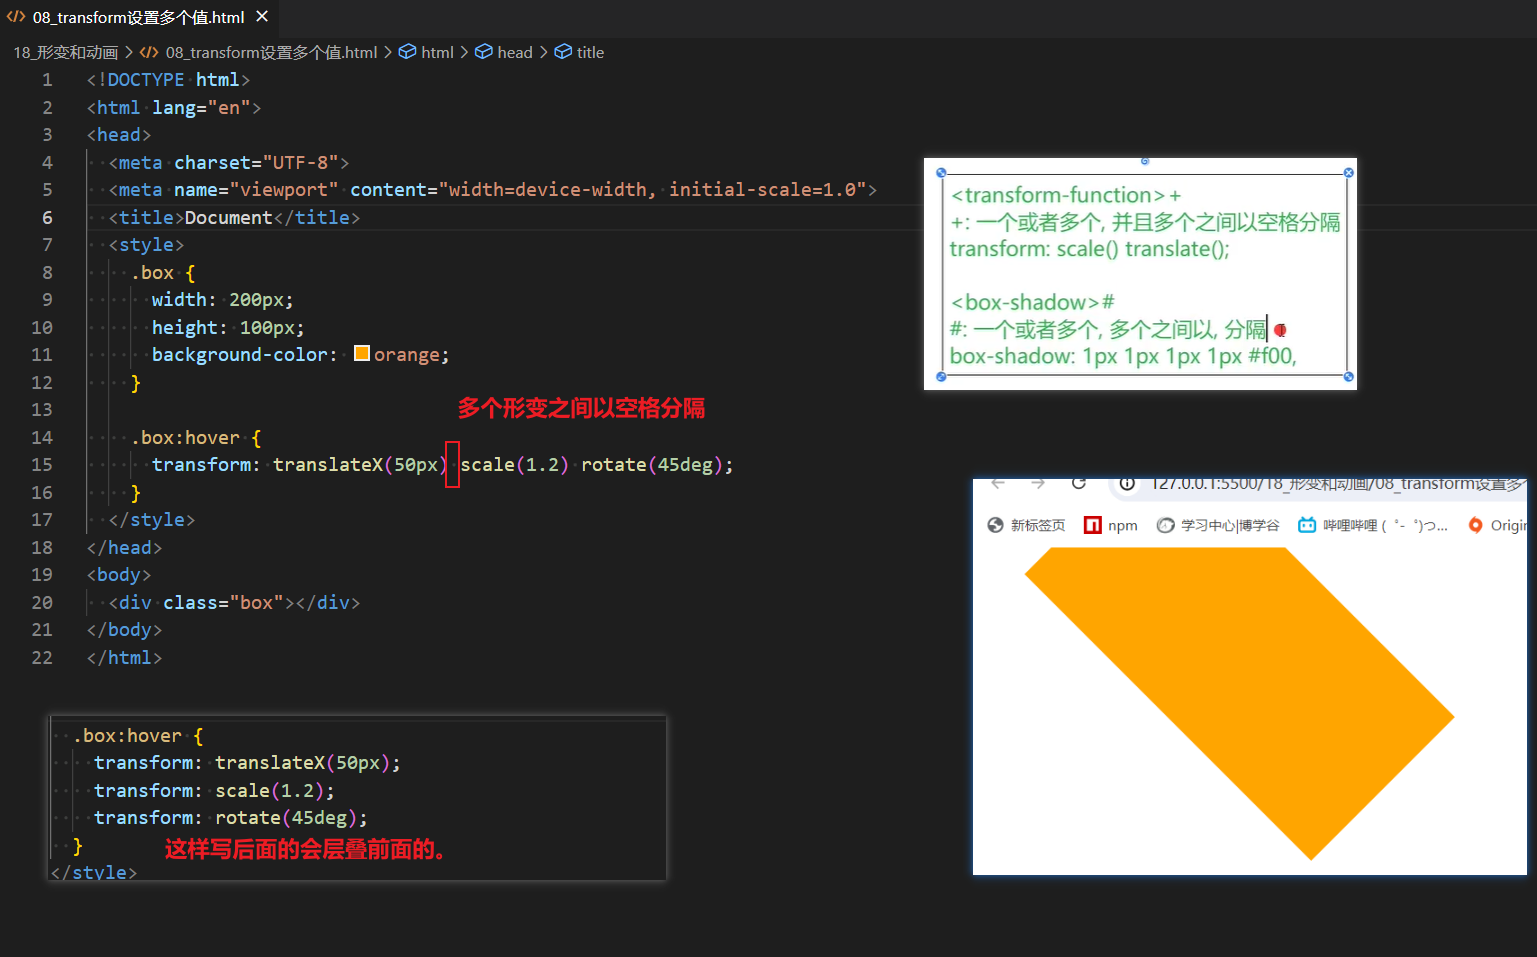 08_transform设置多个值.html
18_形变和动画 > 08_transform设置多个值.html > html > head > title
1 <!DOCTYPE html>
2 <html lang="en">
3 <head>
4 <meta charset="UTF-8">
5 <meta name="viewport" content="width=device-width, initial-scale=1.0">
6 <title>Document</title>
7 <style>
8 .box {
9 width: 200px;
10 height: 100px;
11 background-color: orange;
12 }
13
多个形变之间以空格分隔
14 .box:hover {
15 transform: translateX(50px) scale(1.2) rotate(45deg);
16 }
17 </style>
18 </head>
19 <body>
20 <div class="box"></div>
21 </body>
22 </html>
<transform-function>+
+: 一个或者多个, 并且多个之间以空格分隔
transform: scale() translate();
<box-shadow>#
#: 一个或者多个, 多个之间以, 分隔
box-shadow: 1px 1px 1px 1px #f00,
127.0.0.1:5500/18_形变和动画/08_transform设置多
新标签页 npm 学习中心|博学谷 哔哩哔哩 ( ゜- ゜)つ... Origin
.box:hover {
transform: translateX(50px);
transform: scale(1.2);
transform: rotate(45deg);
}
这样写后面的会层叠前面的。
</style>